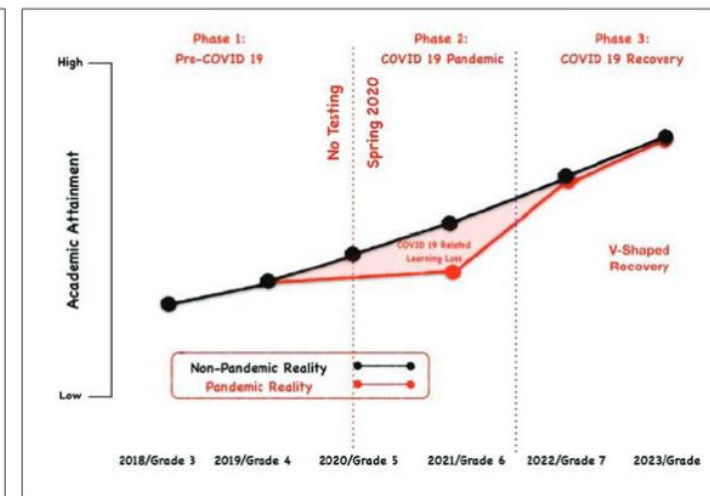 Phase 1:
Pre-COVID 19
Phase 2:
COVID 19 Pandemic
Phase 3:
COVID 19 Recovery
High
No Testing
Spring 2020
Academic Attainment
COVID 19 Related
Learning Loss
V-Shaped
Recovery
Non-Pandemic Reality
Pandemic Reality
Low
2018/Grade 3
2019/Grade 4
2020/Grade 5
2021/Grade 6
2022/Grade 7
2023/Grade